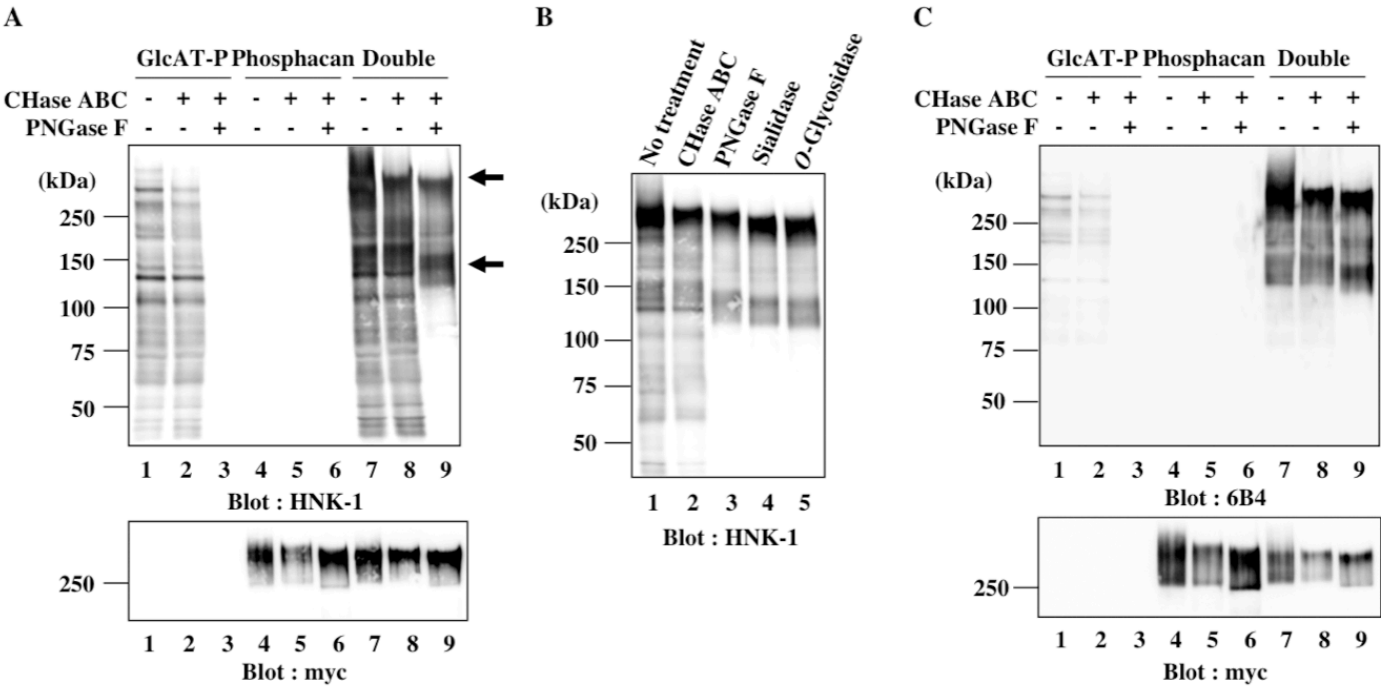 A
GlcAT-P Phosphacan Double
CHase ABC - + + - + + - + +
PNGase F - - + - - + - - +
(kDa)
250
150
100
75
50
1 2 3 4 5 6 7 8 9
Blot : HNK-1
250
1 2 3 4 5 6 7 8 9
Blot : myc
B
No treatment
CHase ABC
PNGase F
Sialidase
O-Glycosidase
(kDa)
250
150
100
75
50
1 2 3 4 5
Blot : HNK-1
C
GlcAT-P Phosphacan Double
CHase ABC - + + - + + - + +
PNGase F - - + - - + - - +
(kDa)
250
150
100
75
50
1 2 3 4 5 6 7 8 9
Blot : 6B4
250
1 2 3 4 5 6 7 8 9
Blot : myc